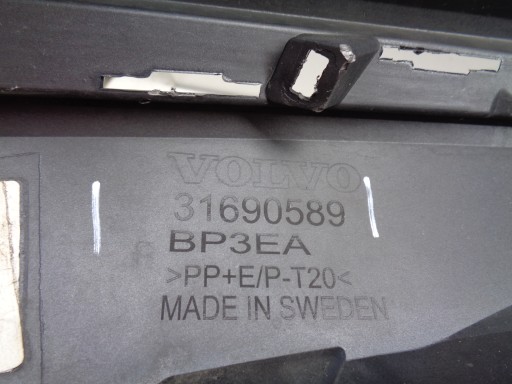 VOLVO
31690589
BP3EA
>PP+E/P-T20<
MADE IN SWEDEN